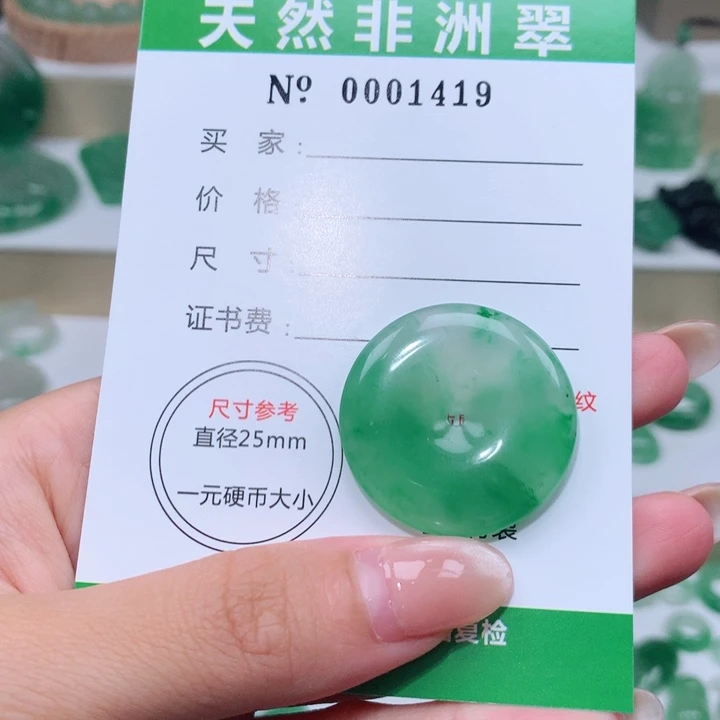 天然非洲翠
Nº 0001419
买 家：
价 格
尺 寸：
证书费：
尺寸参考
直径25mm
一元硬币大小
纹
复检